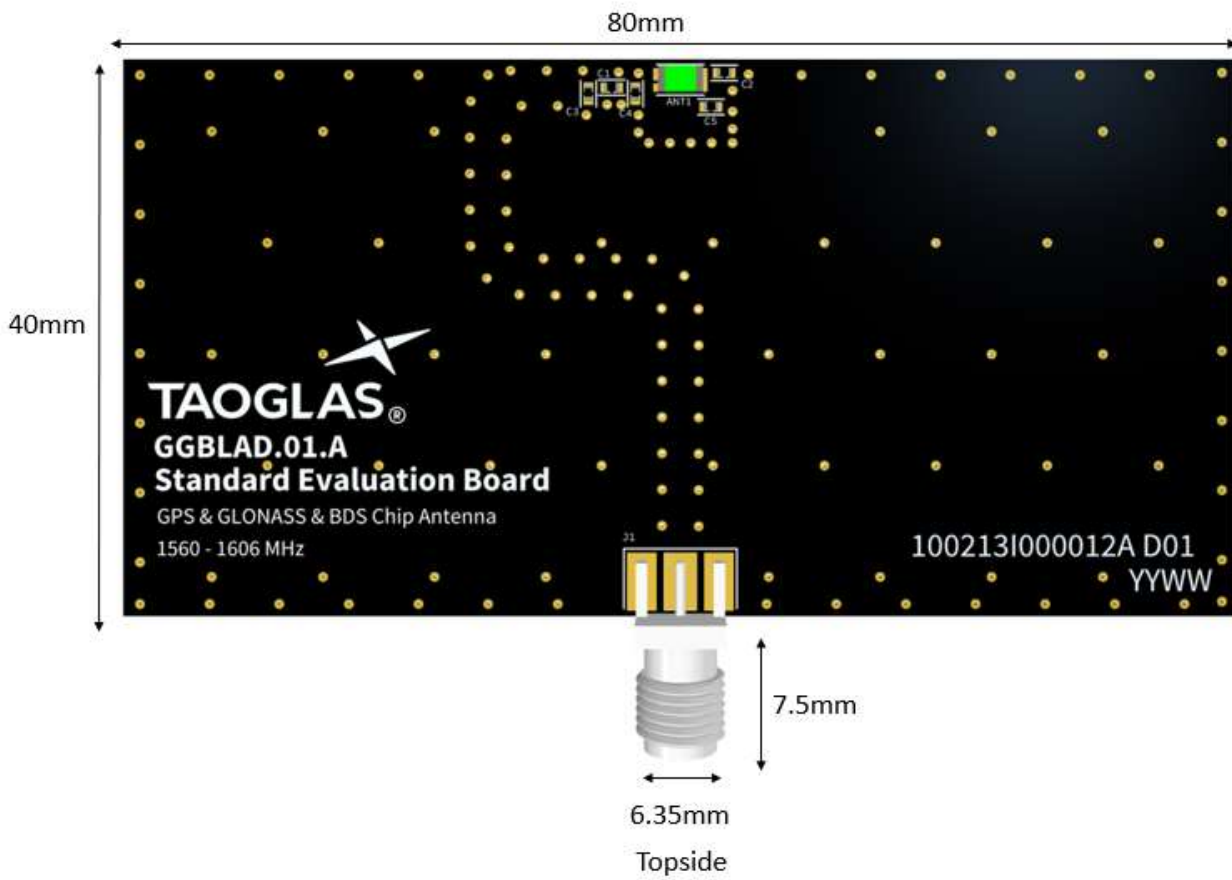 80mm
C1
C2
ANT1
C3
C4
C5
40mm
TAOGLAS®
GGBLAD.01.A
Standard Evaluation Board
GPS & GLONASS & BDS Chip Antenna
1560 - 1606 MHz
J1
100213I000012A D01
YYWW
7.5mm
6.35mm
Topside